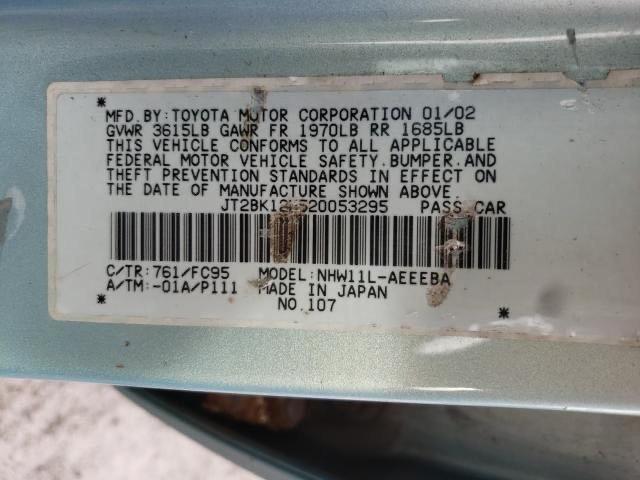 MFD.BY:TOYOTA MOTOR CORPORATION 01/02
GVWR 3615LB GAWR FR 1970LB RR 1685LB
THIS VEHICLE CONFORMS TO ALL APPLICABLE
FEDERAL MOTOR VEHICLE SAFETY,BUMPER,AND
THEFT PREVENTION STANDARDS IN EFFECT ON
THE DATE OF MANUFACTURE SHOWN ABOVE.
JT2BK12U520053295 PASS CAR
C/TR:761/FC95 MODEL:NHW11L-AEEEBA
A/TM:-01A/P111 MADE IN JAPAN
NO.107